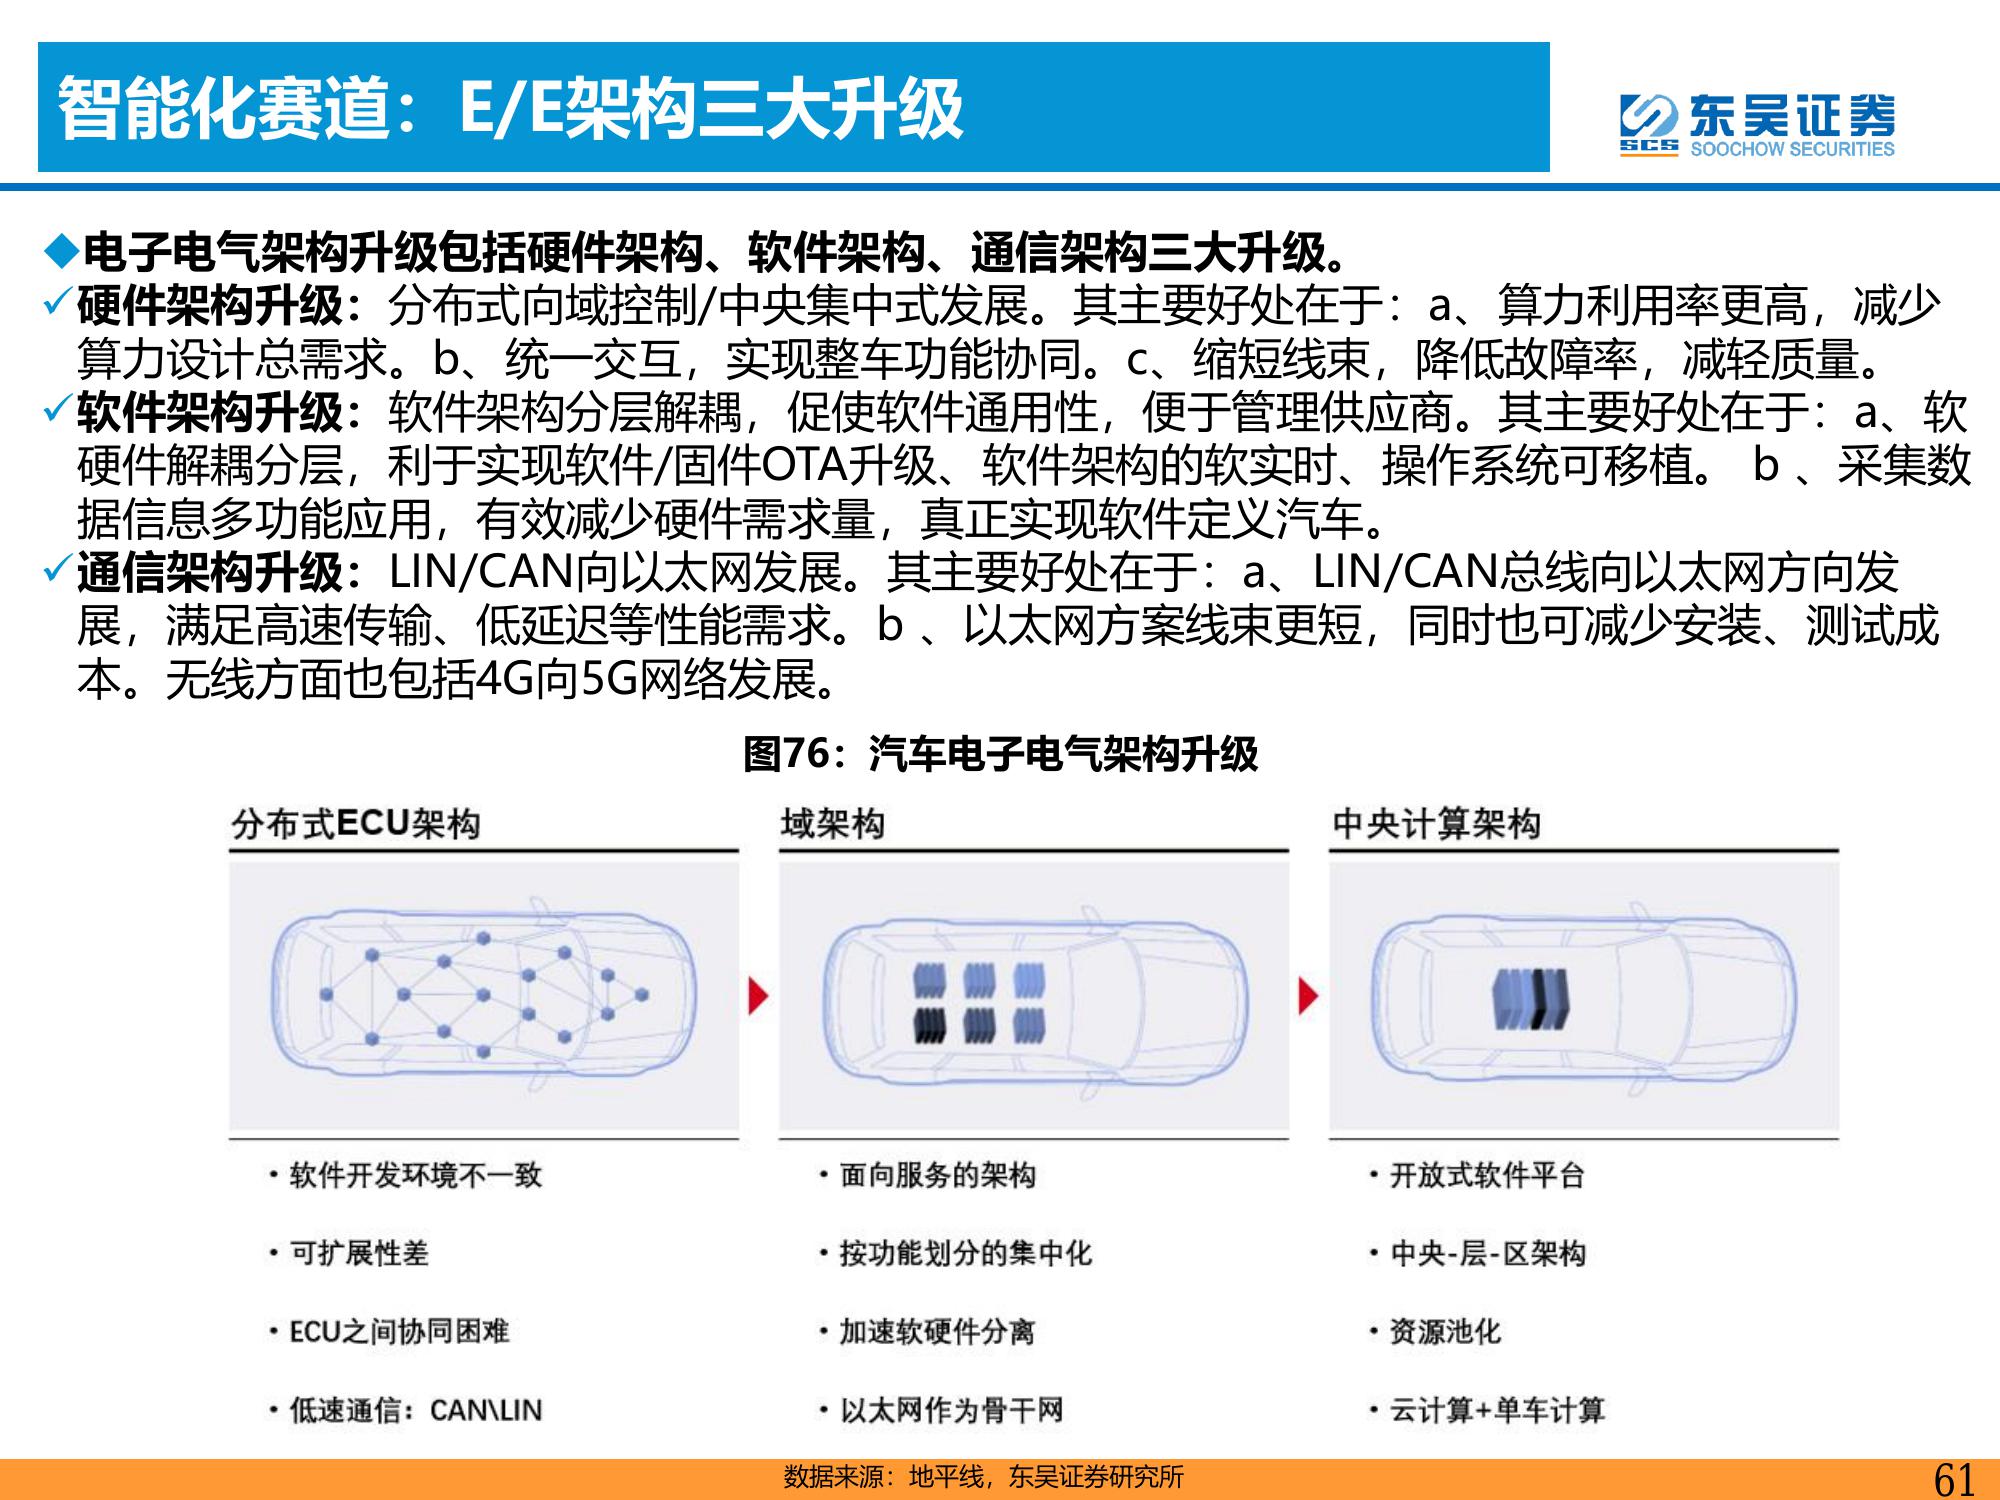 智能化赛道：E/E架构三大升级
东吴证券
SCS
SOOCHOW SECURITIES
◆电子电气架构升级包括硬件架构、软件架构、通信架构三大升级。
✓硬件架构升级：分布式向域控制/中央集中式发展。其主要好处在于：a、算力利用率更高，减少
算力设计总需求。b、统一交互，实现整车功能协同。c、缩短线束，降低故障率，减轻质量。
✓软件架构升级：软件架构分层解耦，促使软件通用性，便于管理供应商。其主要好处在于：a、软
硬件解耦分层，利于实现软件/固件OTA升级、软件架构的软实时、操作系统可移植。 b 、采集数
据信息多功能应用，有效减少硬件需求量，真正实现软件定义汽车。
✓通信架构升级：LIN/CAN向以太网发展。其主要好处在于：a、LIN/CAN总线向以太网方向发
展，满足高速传输、低延迟等性能需求。b 、以太网方案线束更短，同时也可减少安装、测试成
本。无线方面也包括4G向5G网络发展。
图76：汽车电子电气架构升级
分布式ECU架构
• 软件开发环境不一致
• 可扩展性差
• ECU之间协同困难
• 低速通信：CAN\LIN
域架构
• 面向服务的架构
• 按功能划分的集中化
• 加速软硬件分离
• 以太网作为骨干网
中央计算架构
• 开放式软件平台
• 中央-层-区架构
• 资源池化
• 云计算+单车计算
数据来源：地平线，东吴证券研究所
61